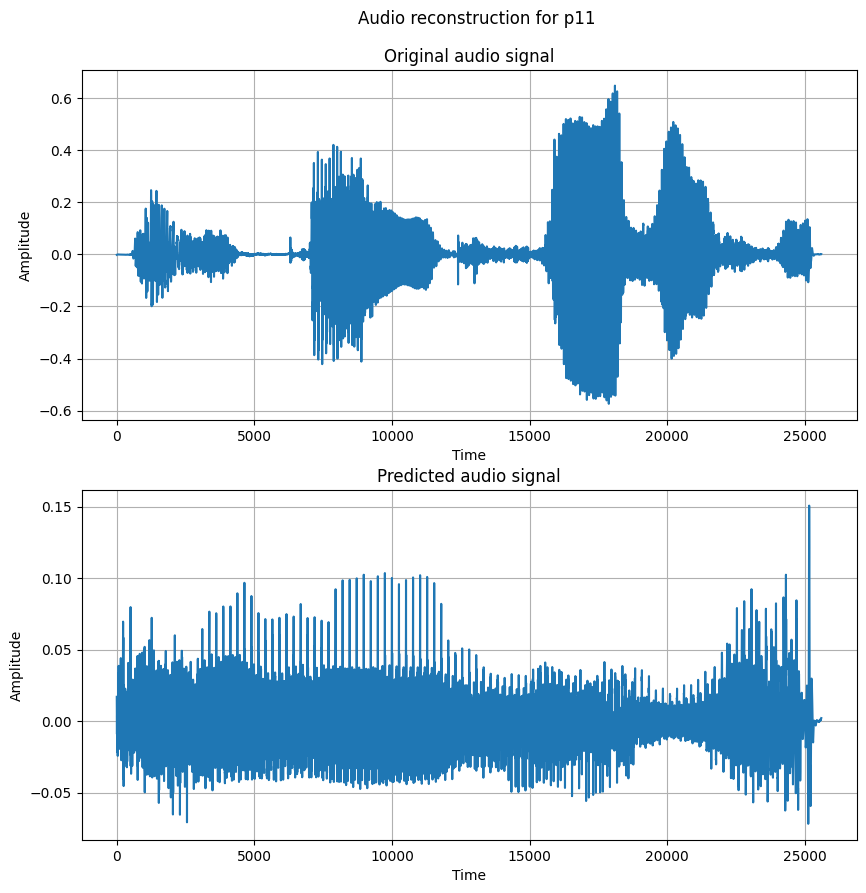 Audio reconstruction for p11
Original audio signal
Amplitude
0.6
0.4
0.2
0.0
−0.2
−0.4
−0.6
0 5000 10000 15000 20000 25000
Time
Predicted audio signal
Amplitude
0.15
0.10
0.05
0.00
−0.05
0 5000 10000 15000 20000 25000
Time